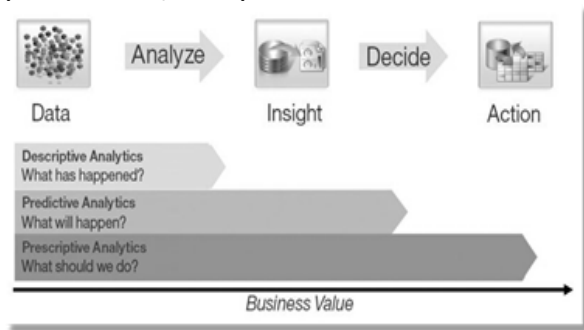 Analyze
Decide
Data
Insight
Action
Descriptive Analytics
What has happened?
Predictive Analytics
What will happen?
Prescriptive Analytics
What should we do?
Business Value